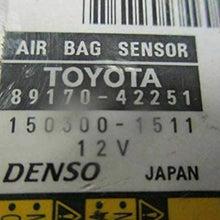 AIR BAG SENSOR
TOYOTA
89170-42251
150300-1511
12V
DENSO JAPAN